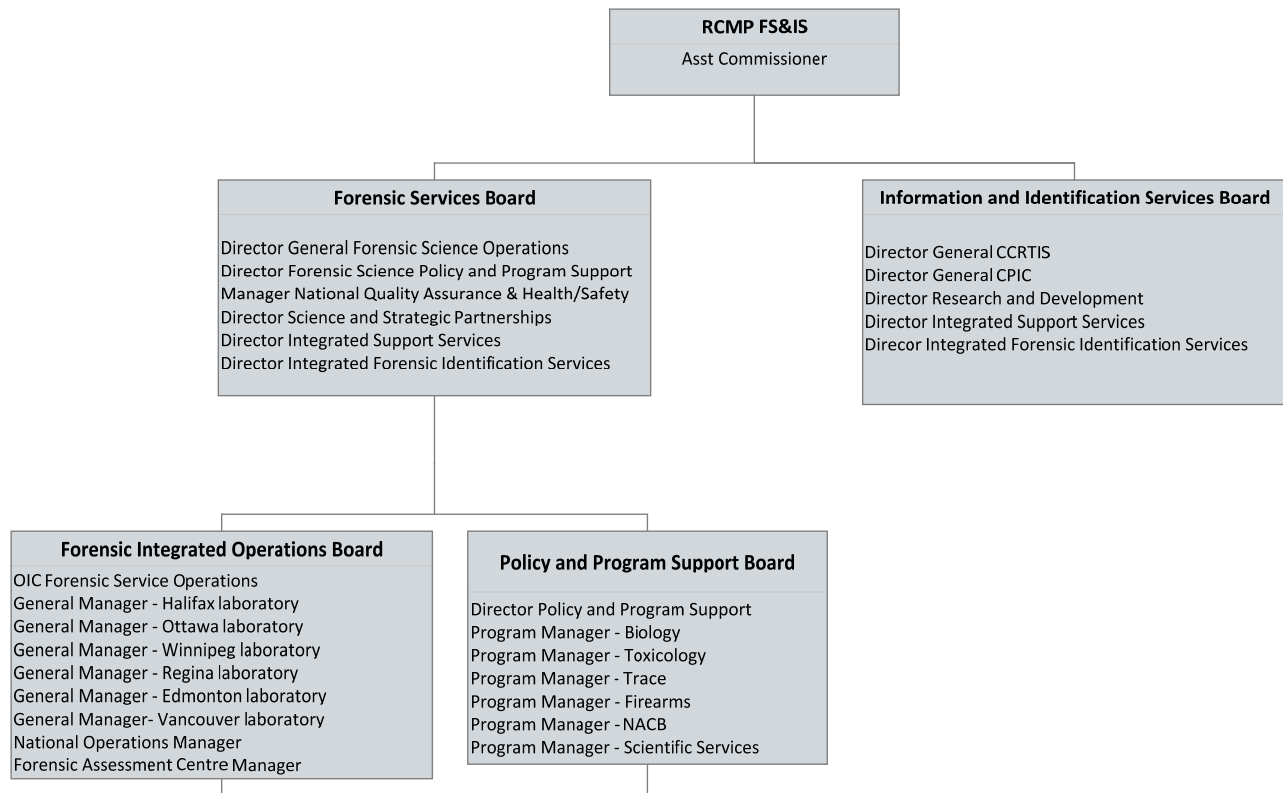 RCMP FS&IS
Asst Commissioner
Forensic Services Board
Director General Forensic Science Operations
Director Forensic Science Policy and Program Support
Manager National Quality Assurance & Health/Safety
Director Science and Strategic Partnerships
Director Integrated Support Services
Director Integrated Forensic Identification Services
Information and Identification Services Board
Director General CCRTIS
Director General CPIC
Director Research and Development
Director Integrated Support Services
Direcor Integrated Forensic Identification Services
Forensic Integrated Operations Board
OIC Forensic Service Operations
General Manager - Halifax laboratory
General Manager - Ottawa laboratory
General Manager - Winnipeg laboratory
General Manager - Regina laboratory
General Manager - Edmonton laboratory
General Manager- Vancouver laboratory
National Operations Manager
Forensic Assessment Centre Manager
Policy and Program Support Board
Director Policy and Program Support
Program Manager - Biology
Program Manager - Toxicology
Program Manager - Trace
Program Manager - Firearms
Program Manager - NACB
Program Manager - Scientific Services